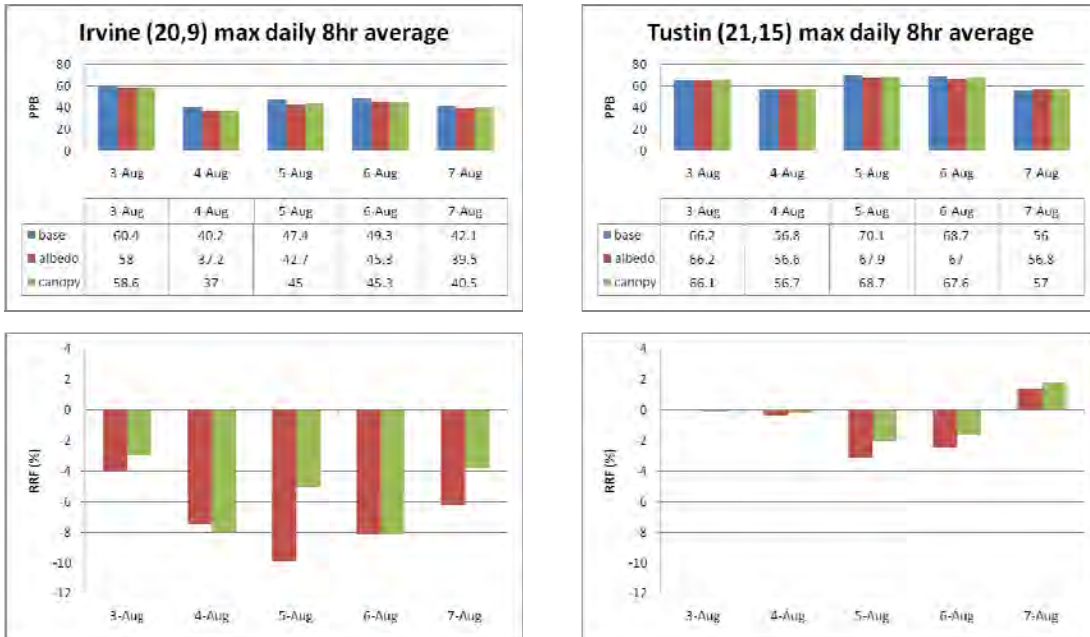 Irvine (20,9) max daily 8hr average
80
60
40
20
0
PPB
3-Aug 4-Aug 5-Aug 6-Aug 7-Aug
3-Aug 4-Aug 5-Aug 6-Aug 7-Aug
base 60.4 40.2 47.4 49.3 42.1
albedo 58 37.2 42.7 45.3 39.5
canopy 58.6 37 45 45.3 40.5
Tustin (21,15) max daily 8hr average
80
60
40
20
0
PPB
3-Aug 4-Aug 5-Aug 6-Aug 7-Aug
3-Aug 4-Aug 5-Aug 6-Aug 7-Aug
base 66.2 56.8 70.1 68.7 56
albedo 66.2 56.6 67.9 67 56.8
canopy 66.1 56.7 68.7 67.6 57
4
2
0
-2
-4
-6
-8
-10
-12
RRF (%)
3-Aug 4-Aug 5-Aug 6-Aug 7-Aug
4
2
0
-2
-4
-6
-8
-10
-12
RRF (%)
3-Aug 4-Aug 5-Aug 6-Aug 7-Aug